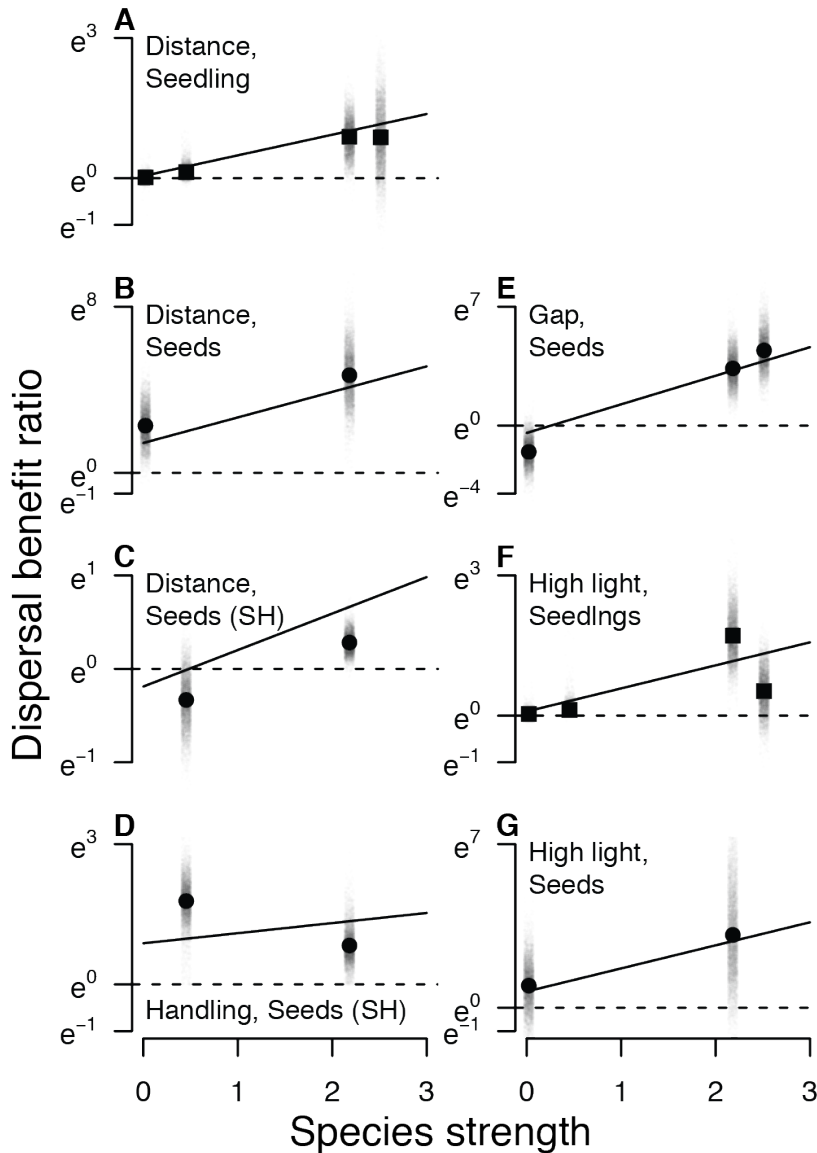 A
e³
Distance,
Seedling
e⁰
e⁻¹
B
e⁸
Distance,
Seeds
e⁰
e⁻¹
C
e¹
Distance,
Seeds (SH)
e⁰
e⁻¹
D
e³
e⁰
Handling, Seeds (SH)
e⁻¹
0 1 2 3
E
e⁷
Gap,
Seeds
e⁰
e⁻⁴
F
e³
High light,
Seedlngs
e⁰
e⁻¹
G
e⁷
High light,
Seeds
e⁰
e⁻¹
0 1 2 3
Dispersal benefit ratio
Species strength